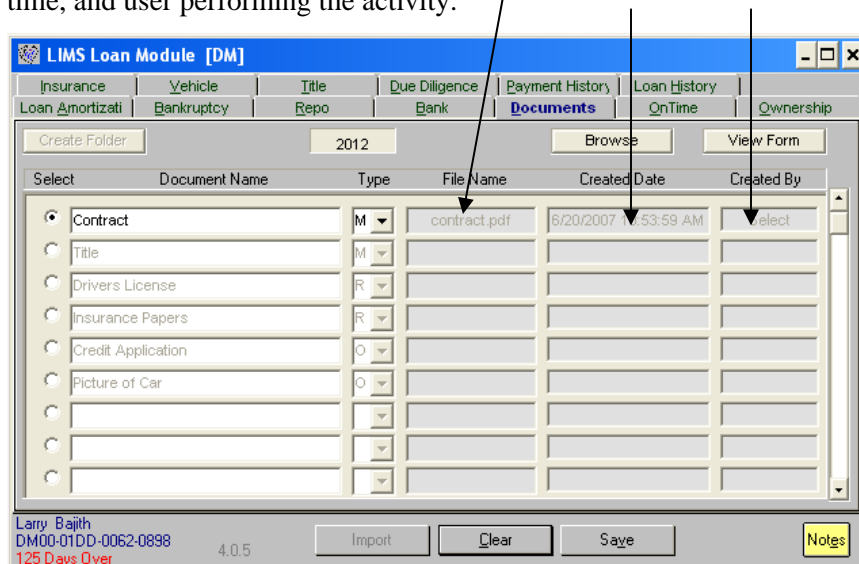 time, and user performing the activity.
LIMS Loan Module [DM]
Insurance Vehicle Title Due Diligence Payment History Loan History
Loan Amortizati Bankruptcy Repo Bank Documents OnTime Ownership
Create Folder 2012 Browse View Form
Select Document Name Type File Name Created Date Created By
Contract M contract.pdf 6/20/2007 10:53:59 AM Select
Title M
Drivers License R
Insurance Papers R
Credit Application O
Picture of Car O
Larry Bajith
DM00-01DD-0062-0898
125 Days Over
4.0.5 Import Clear Save Notes